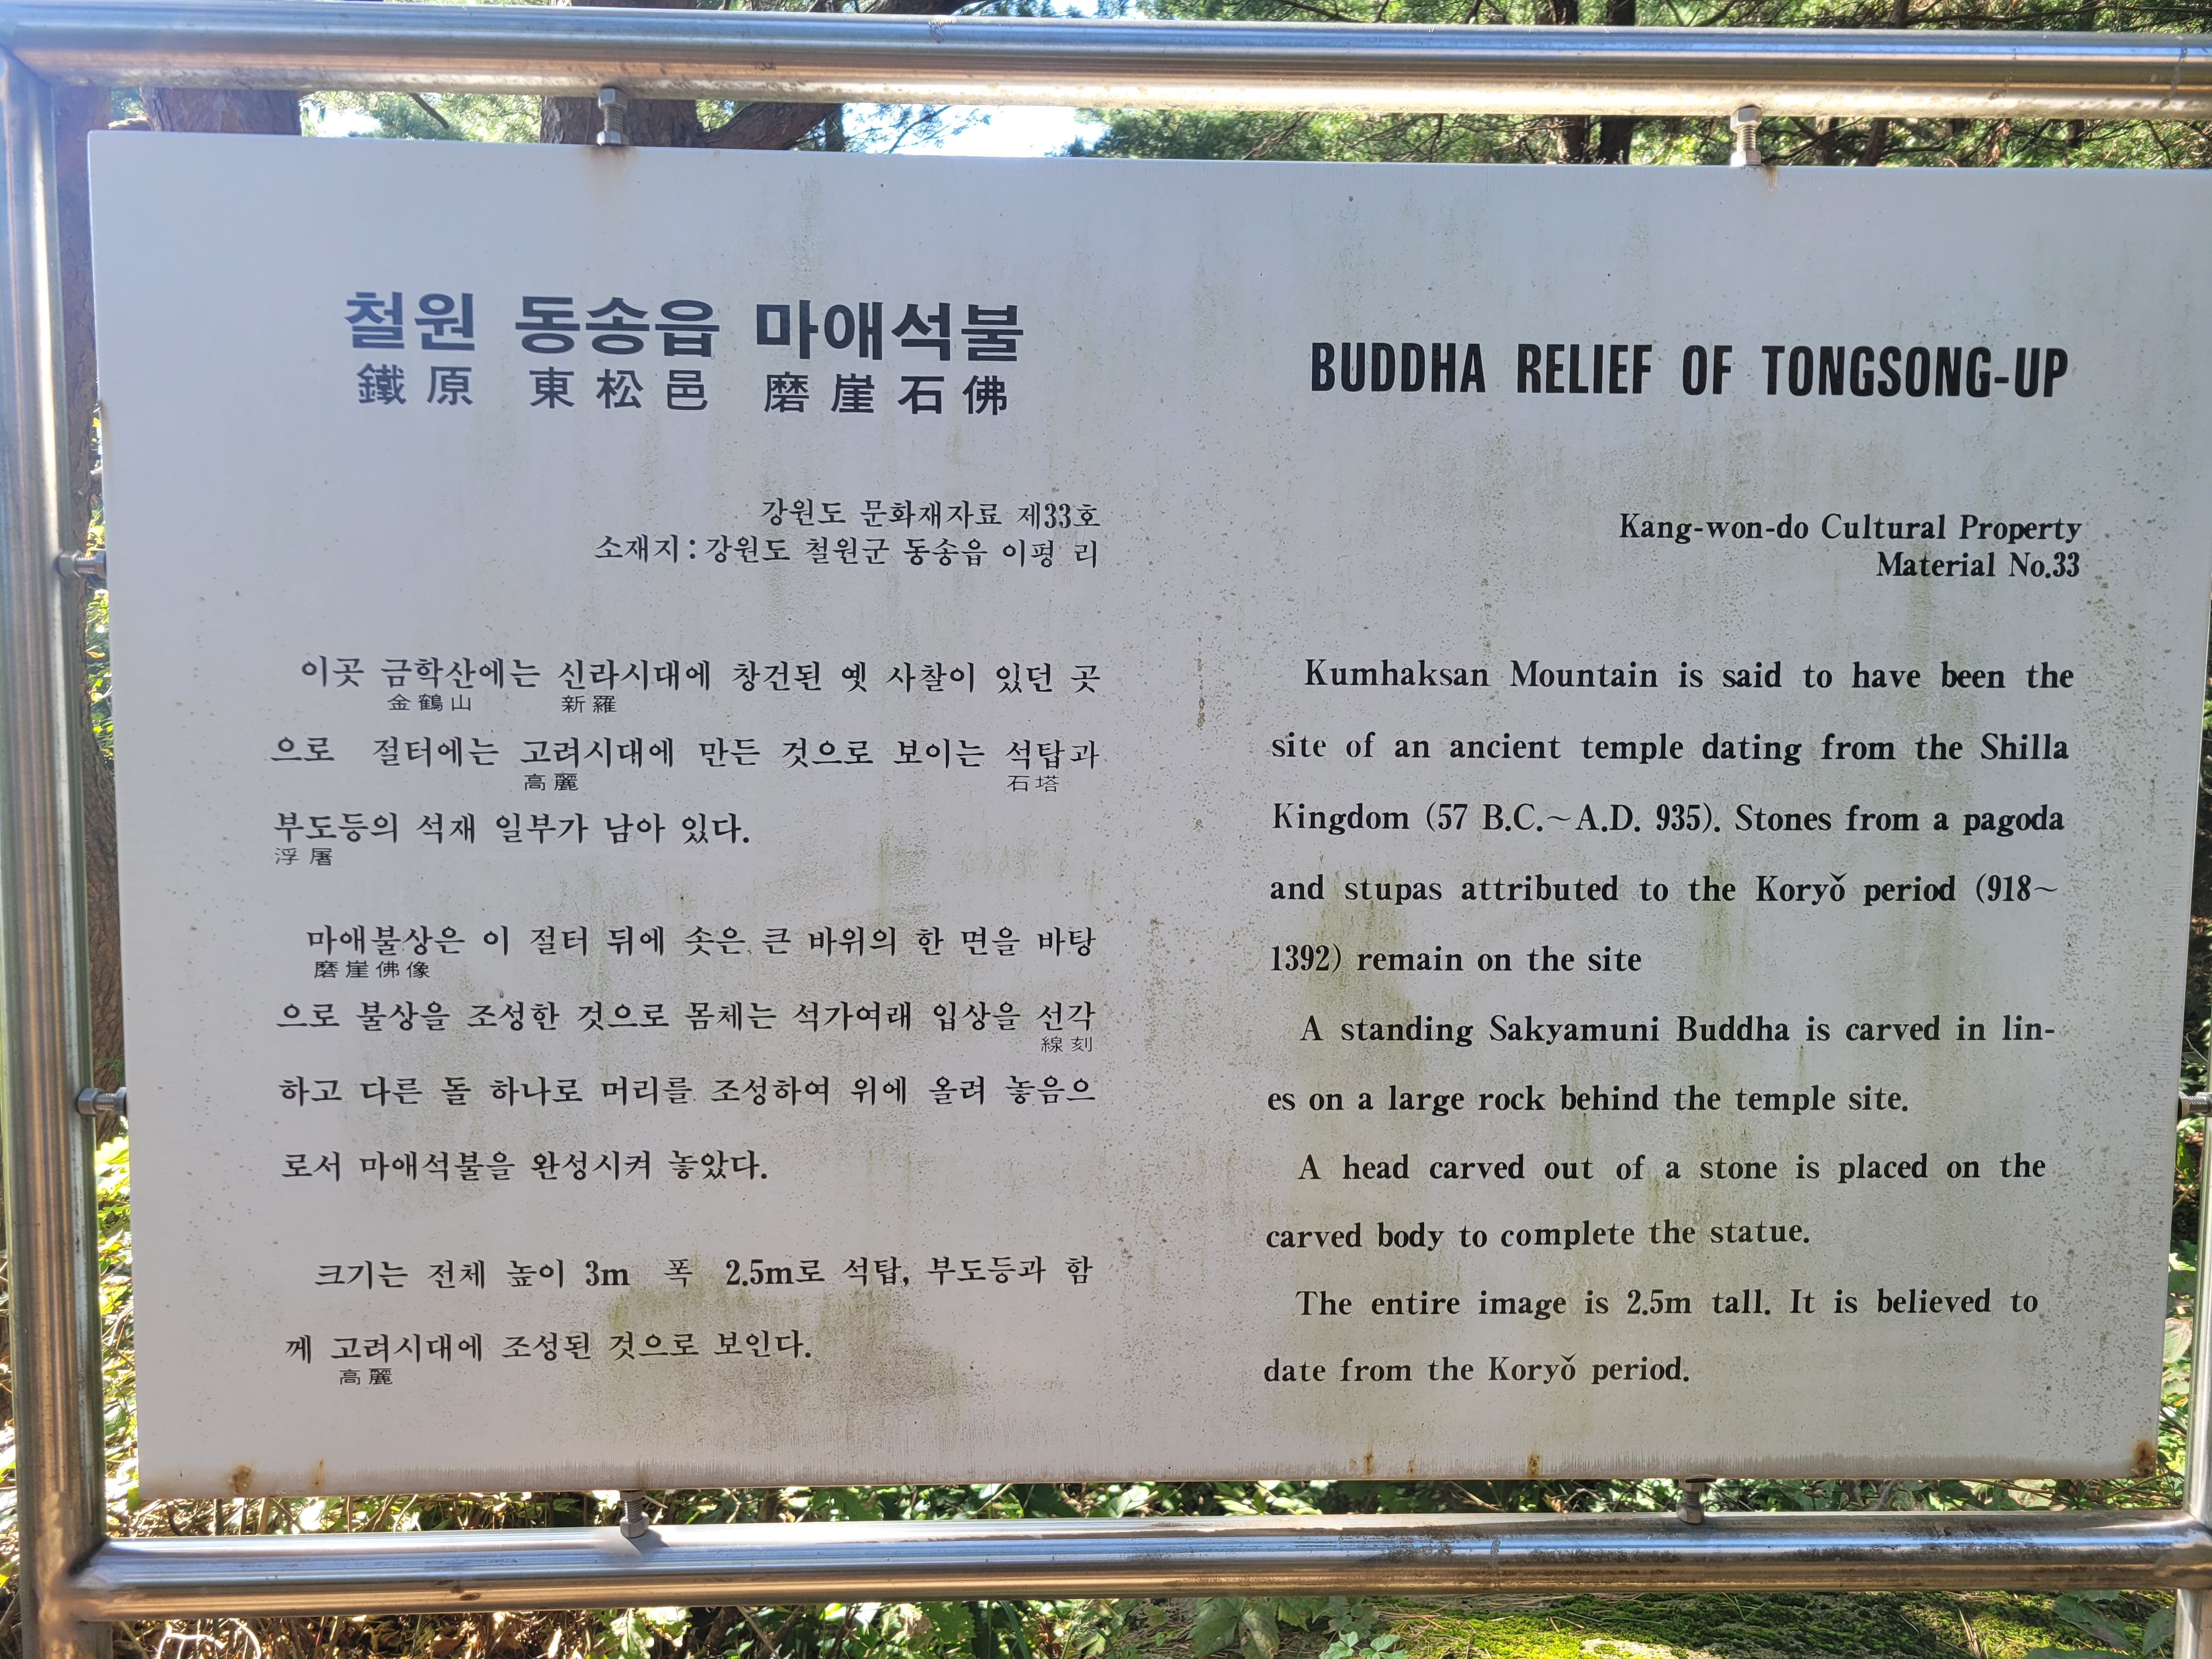 철원 동송읍 마애석불
鐵原 東松邑 磨崖石佛
강원도 문화재자료 제33호
소재지:강원도 철원군 동송읍 이평 리
이곳 금학산에는 신라시대에 창건된 옛 사찰이 있던 곳
金鶴山 新羅
으로 절터에는 고려시대에 만든 것으로 보이는 석탑과
高麗 石塔
부도등의 석재 일부가 남아 있다.
浮屠
마애불상은 이 절터 뒤에 솟은 큰 바위의 한 면을 바탕
磨崖佛像
으로 불상을 조성한 것으로 몸체는 석가여래 입상을 선각
線刻
하고 다른 돌 하나로 머리를 조성하여 위에 올려 놓음으
로서 마애석불을 완성시켜 놓았다.
크기는 전체 높이 3m 폭 2.5m로 석탑, 부도등과 함
께 고려시대에 조성된 것으로 보인다.
高麗
BUDDHA RELIEF OF TONGSONG-UP
Kang-won-do Cultural Property
Material No.33
Kumhaksan Mountain is said to have been the
site of an ancient temple dating from the Shilla
Kingdom (57 B.C.~A.D. 935). Stones from a pagoda
and stupas attributed to the Koryǒ period (918~
1392) remain on the site
A standing Sakyamuni Buddha is carved in lin-
es on a large rock behind the temple site.
A head carved out of a stone is placed on the
carved body to complete the statue.
The entire image is 2.5m tall. It is believed to
date from the Koryǒ period.